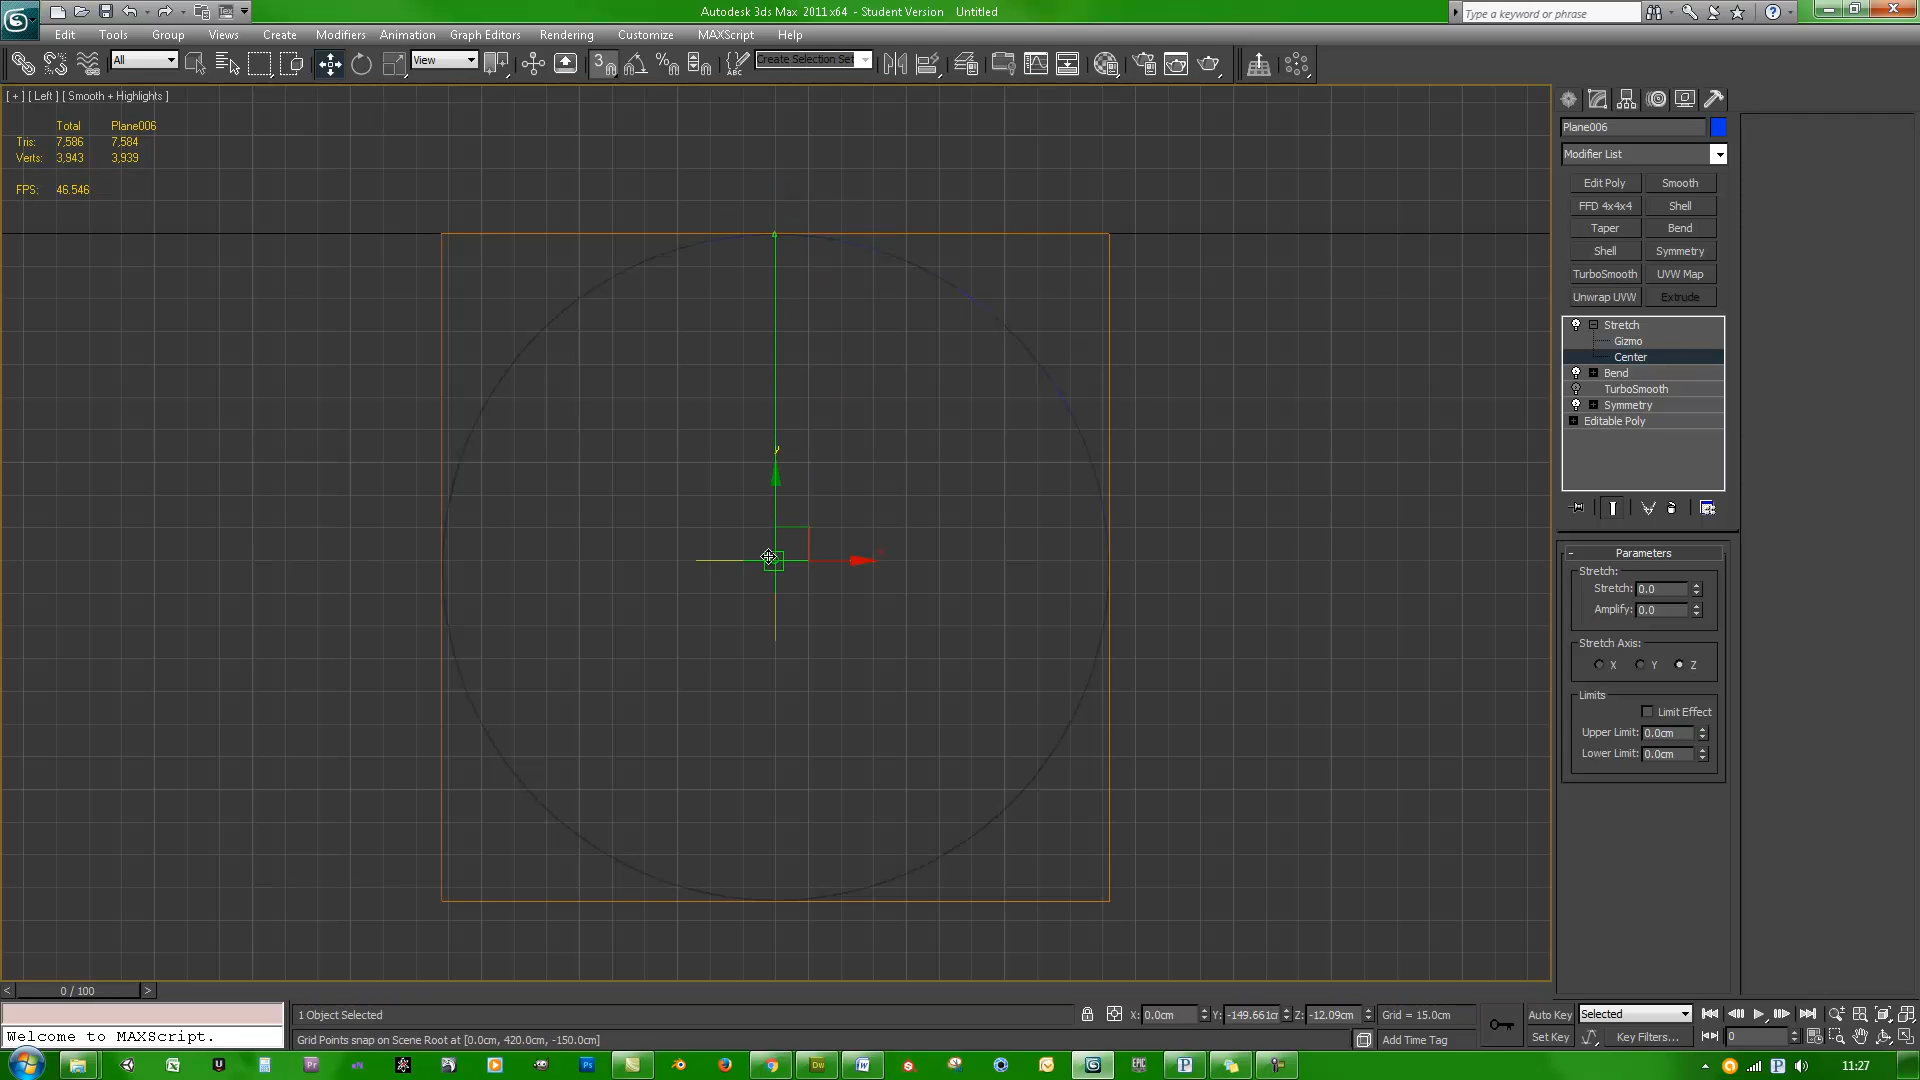 Autodesk 3ds Max 2011 x64 - Student Version Untitled
Type a keyword or phrase
Edit Tools Group Views Create Modifiers Animation Graph Editors Rendering Customize MAXScript Help
All View Create Selection Set
[ + ] [ Left ] [ Smooth + Highlights ]
Total Plane006
Tris: 7,586 7,584
Verts: 3,943 3,939
FPS: 46.546
y
Plane006
Modifier List
Edit Poly Smooth
FFD 4x4x4 Shell
Taper Bend
Shell Symmetry
TurboSmooth UVW Map
Unwrap UVW Extrude
Stretch
Gizmo
Center
Bend
TurboSmooth
Symmetry
Editable Poly
Parameters
Stretch:
Stretch: 0.0
Amplify: 0.0
Stretch Axis:
X Y Z
Limits
Limit Effect
Upper Limit: 0.0cm
Lower Limit: 0.0cm
0 / 100
1 Object Selected X: 0.0cm Y: -149.661cr Z: -12.09cm Grid = 15.0cm Auto Key Selected
Welcome to MAXScript. Grid Points snap on Scene Root at [0.0cm, 420.0cm, -150.0cm] Add Time Tag Set Key Key Filters... 0
11:27